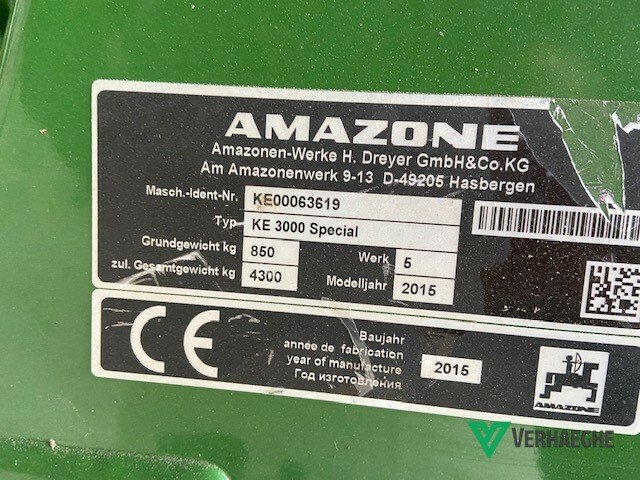 AMAZONE
Amazonen-Werke H. Dreyer GmbH&Co.KG
Am Amazonenwerk 9-13 D-49205 Hasbergen
Masch.-Ident-Nr. KE00063619
Typ KE 3000 Special
Grundgewicht kg 850 Werk 5
zul. Gesamtgewicht kg 4300 Modelljahr 2015
CE
Baujahr
année de fabrication
year of manufacture 2015
Год изготовления
AMAZONE
VERHAEGHE